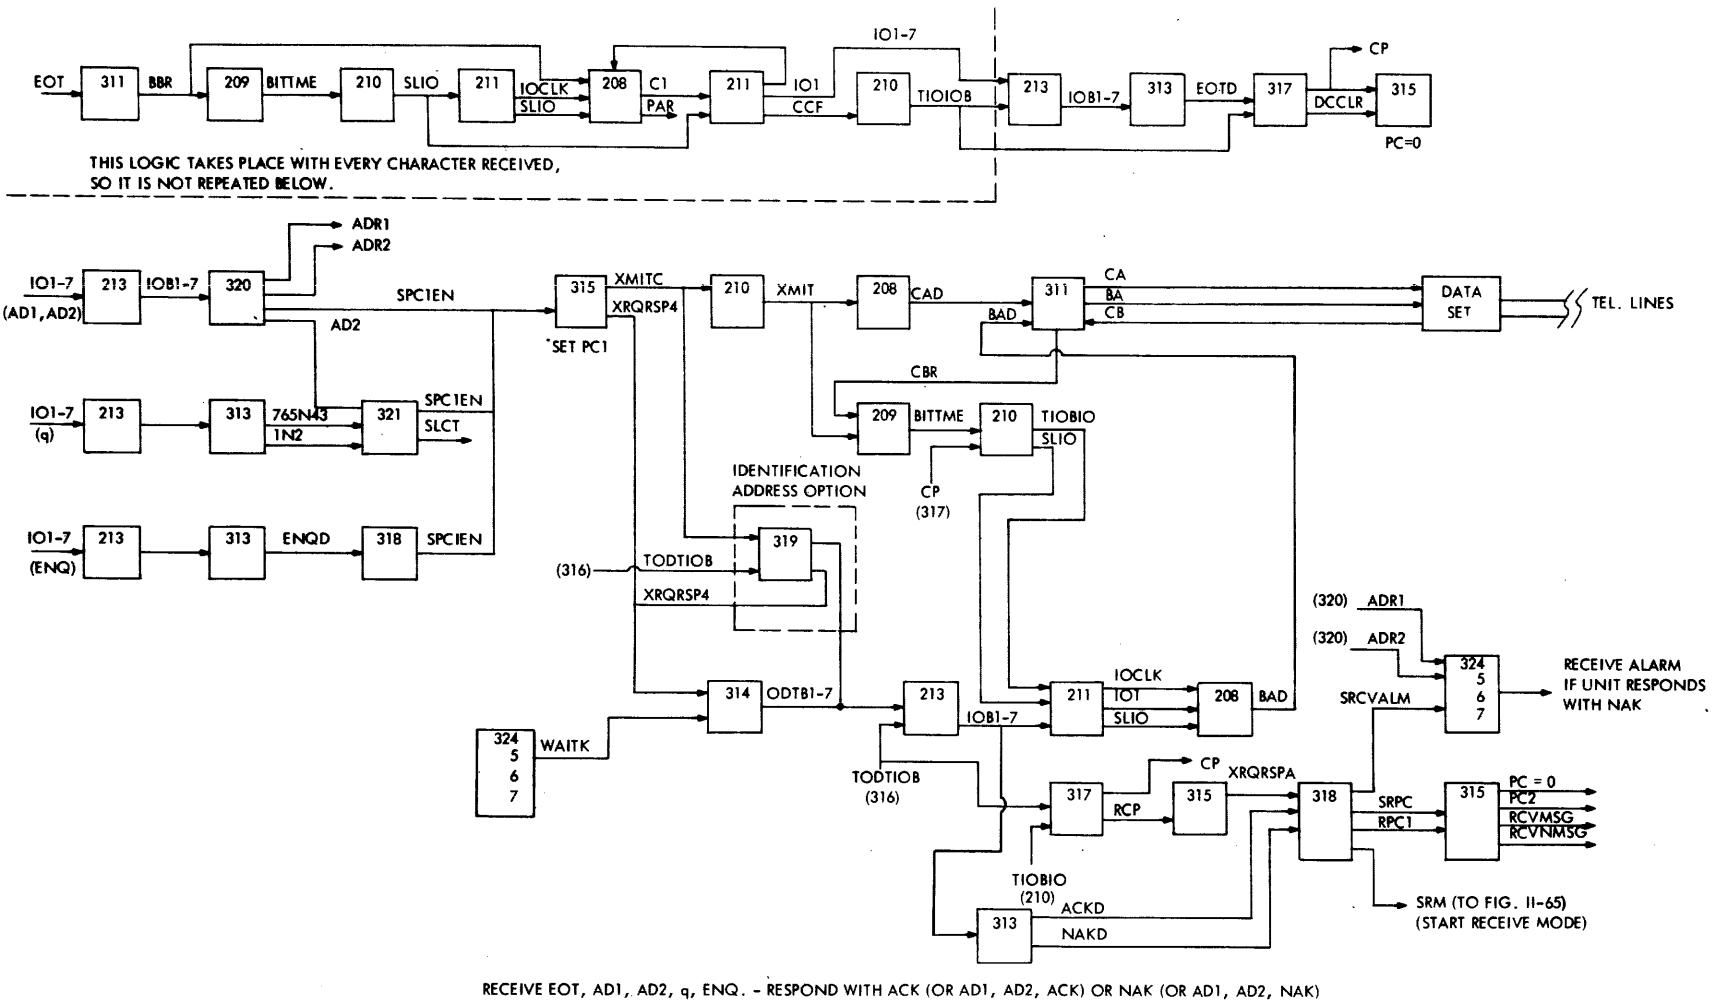 EOT
311
BBR
209
BITTME
210
SLIO
211
IOCLK
SLIO
208
C1
PAR
211
IO1
CCF
IO1-7
210
TIOIOB
213
IOB1-7
313
EOTD
317
CP
DCCLR
315
PC=0
THIS LOGIC TAKES PLACE WITH EVERY CHARACTER RECEIVED,
SO IT IS NOT REPEATED BELOW.
ADR1
ADR2
IO1-7
(AD1, AD2)
213
IOB1-7
320
SPC1EN
AD2
315
*SET PC1
XMITC
XRQRSP4
210
XMIT
208
CAD
BAD
311
CA
BA
CB
DATA
SET
TEL. LINES
CBR
IO1-7
(q)
213
313
765N43
1N2
321
SPC1EN
SLCT
209
BITTME
210
TIOBIO
SLIO
CP
(317)
IDENTIFICATION
ADDRESS OPTION
IO1-7
(ENQ)
213
313
ENQD
318
SPC1EN
319
(316)
TODTIOB
XRQRSP4
(320) ADR1
(320) ADR2
324
5
6
7
RECEIVE ALARM
IF UNIT RESPONDS
WITH NAK
SRCVALM
314
ODTB1-7
213
IOB1-7
211
IOCLK
IO1
SLIO
208
BAD
324
5
6
7
WAITK
TODTIOB
(316)
317
CP
RCP
315
XRQRSPA
318
SRPC
RPC1
315
PC = 0
PC2
RCVMSG
RCVNMSG
TIOBIO
(210)
313
ACKD
NAKD
SRM (TO FIG. II-65)
(START RECEIVE MODE)
RECEIVE EOT, AD1, AD2, q, ENQ. - RESPOND WITH ACK (OR AD1, AD2, ACK) OR NAK (OR AD1, AD2, NAK)